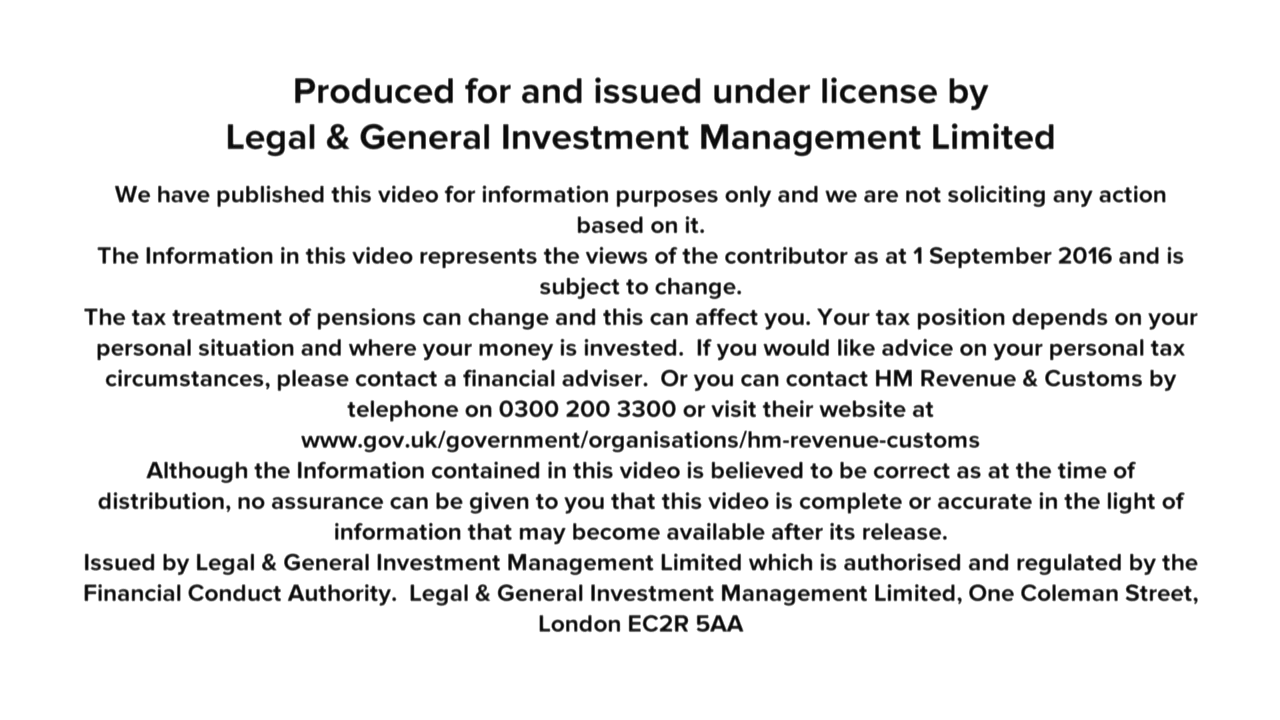 Produced for and issued under license by
Legal & General Investment Management Limited
We have published this video for information purposes only and we are not soliciting any action
based on it.
The Information in this video represents the views of the contributor as at 1 September 2016 and is
subject to change.
The tax treatment of pensions can change and this can affect you. Your tax position depends on your
personal situation and where your money is invested.  If you would like advice on your personal tax
circumstances, please contact a financial adviser.  Or you can contact HM Revenue & Customs by
telephone on 0300 200 3300 or visit their website at
www.gov.uk/government/organisations/hm-revenue-customs
Although the Information contained in this video is believed to be correct as at the time of
distribution, no assurance can be given to you that this video is complete or accurate in the light of
information that may become available after its release.
Issued by Legal & General Investment Management Limited which is authorised and regulated by the
Financial Conduct Authority.  Legal & General Investment Management Limited, One Coleman Street,
London EC2R 5AA